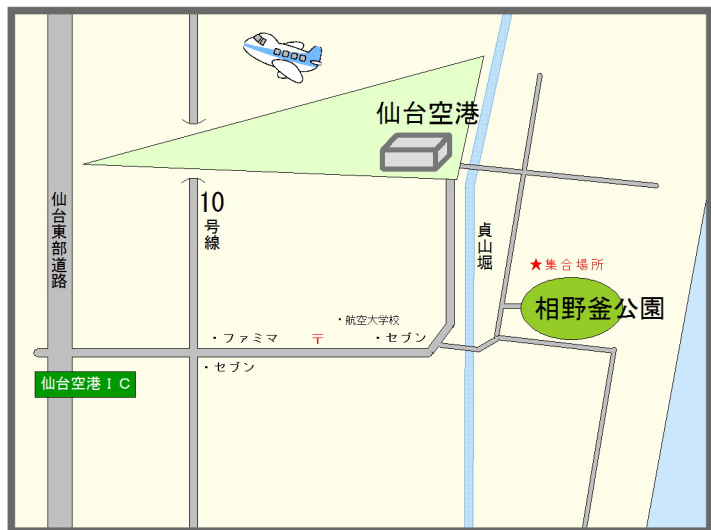 仙台空港
仙台東部道路
10
号線
貞山堀
★集合場所
相野釜公園
・航空大学校
・ファミマ
〒
・セブン
・セブン
仙台空港ＩＣ